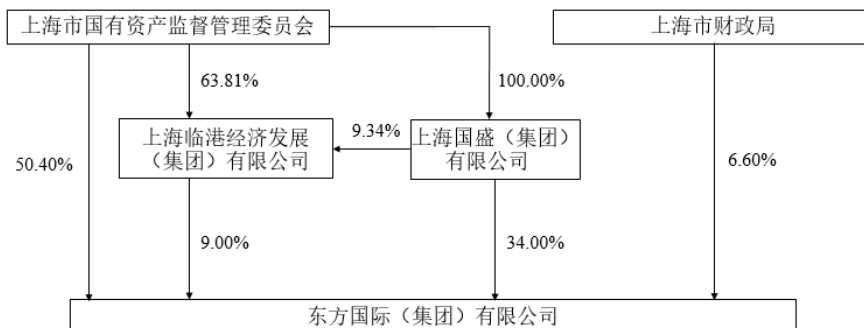 上海市国有资产监督管理委员会
上海市财政局
63.81%
100.00%
上海临港经济发展
（集团）有限公司
9.34%
上海国盛（集团）
有限公司
50.40%
6.60%
9.00%
34.00%
东方国际（集团）有限公司